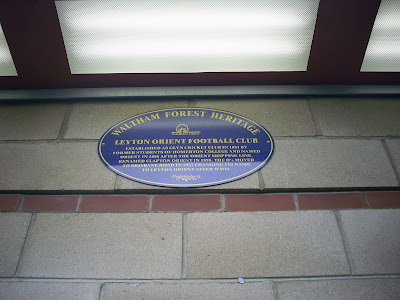 WALTHAM FOREST HERITAGE
LEYTON ORIENT FOOTBALL CLUB
ESTABLISHED AS GLYN CRICKET CLUB IN 1881 BY
FORMER STUDENTS OF HOMERTON COLLEGE AND NAMED
ORIENT IN 1888 AFTER THE ORIENT SHIPPING LINE.
RENAMED CLAPTON ORIENT IN 1898, THE O's MOVED
TO BRISBANE ROAD IN 1937 CHANGING ITS NAME
TO LEYTON ORIENT AFTER WWII.